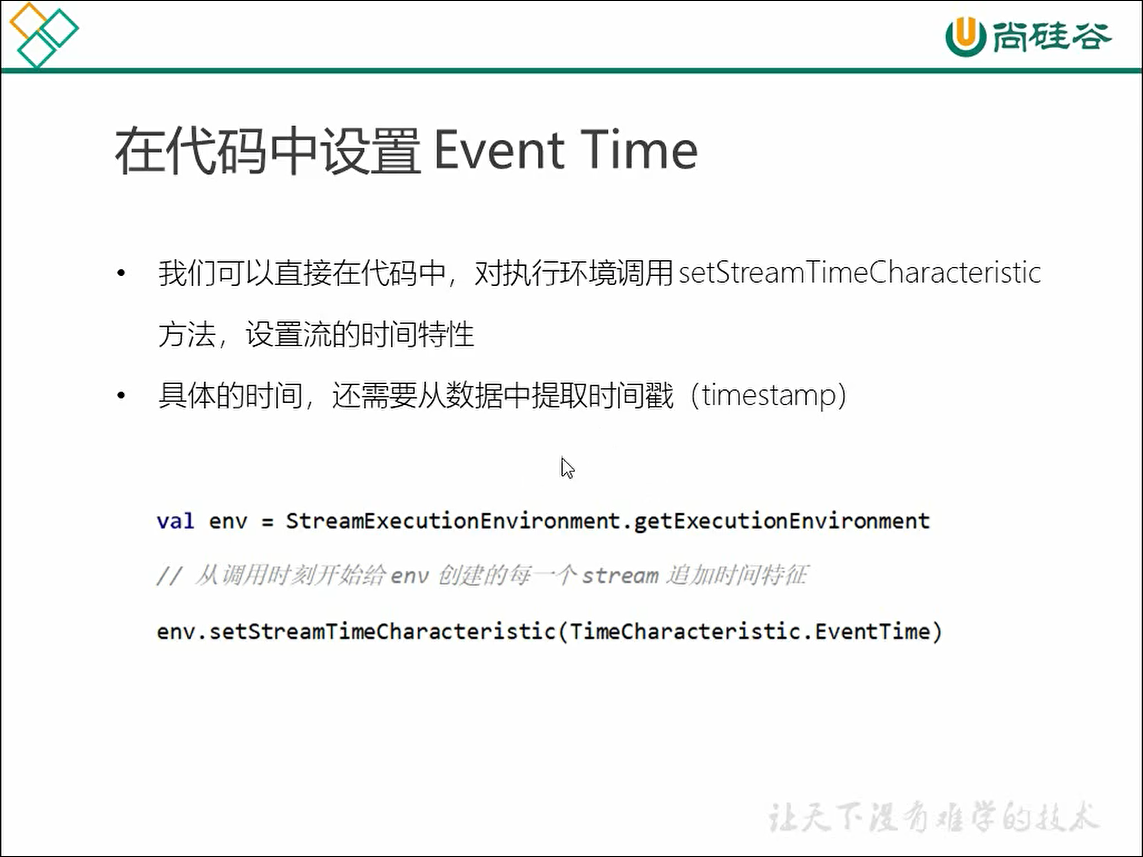 尚硅谷
在代码中设置 Event Time
• 我们可以直接在代码中，对执行环境调用 setStreamTimeCharacteristic
方法，设置流的时间特性
• 具体的时间，还需要从数据中提取时间戳（timestamp）
val env = StreamExecutionEnvironment.getExecutionEnvironment
// 从调用时刻开始给 env 创建的每一个 stream 追加时间特征
env.setStreamTimeCharacteristic(TimeCharacteristic.EventTime)
让天下没有难学的技术